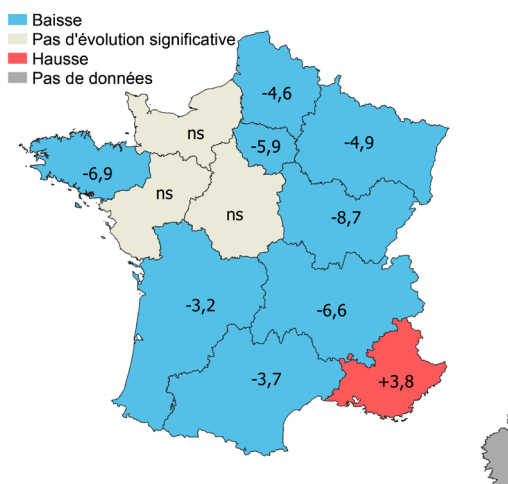 Baisse
Pas d'évolution significative
Hausse
Pas de données
-4,6
ns
-5,9
-4,9
-6,9
ns
ns
-8,7
-3,2
-6,6
-3,7
+3,8